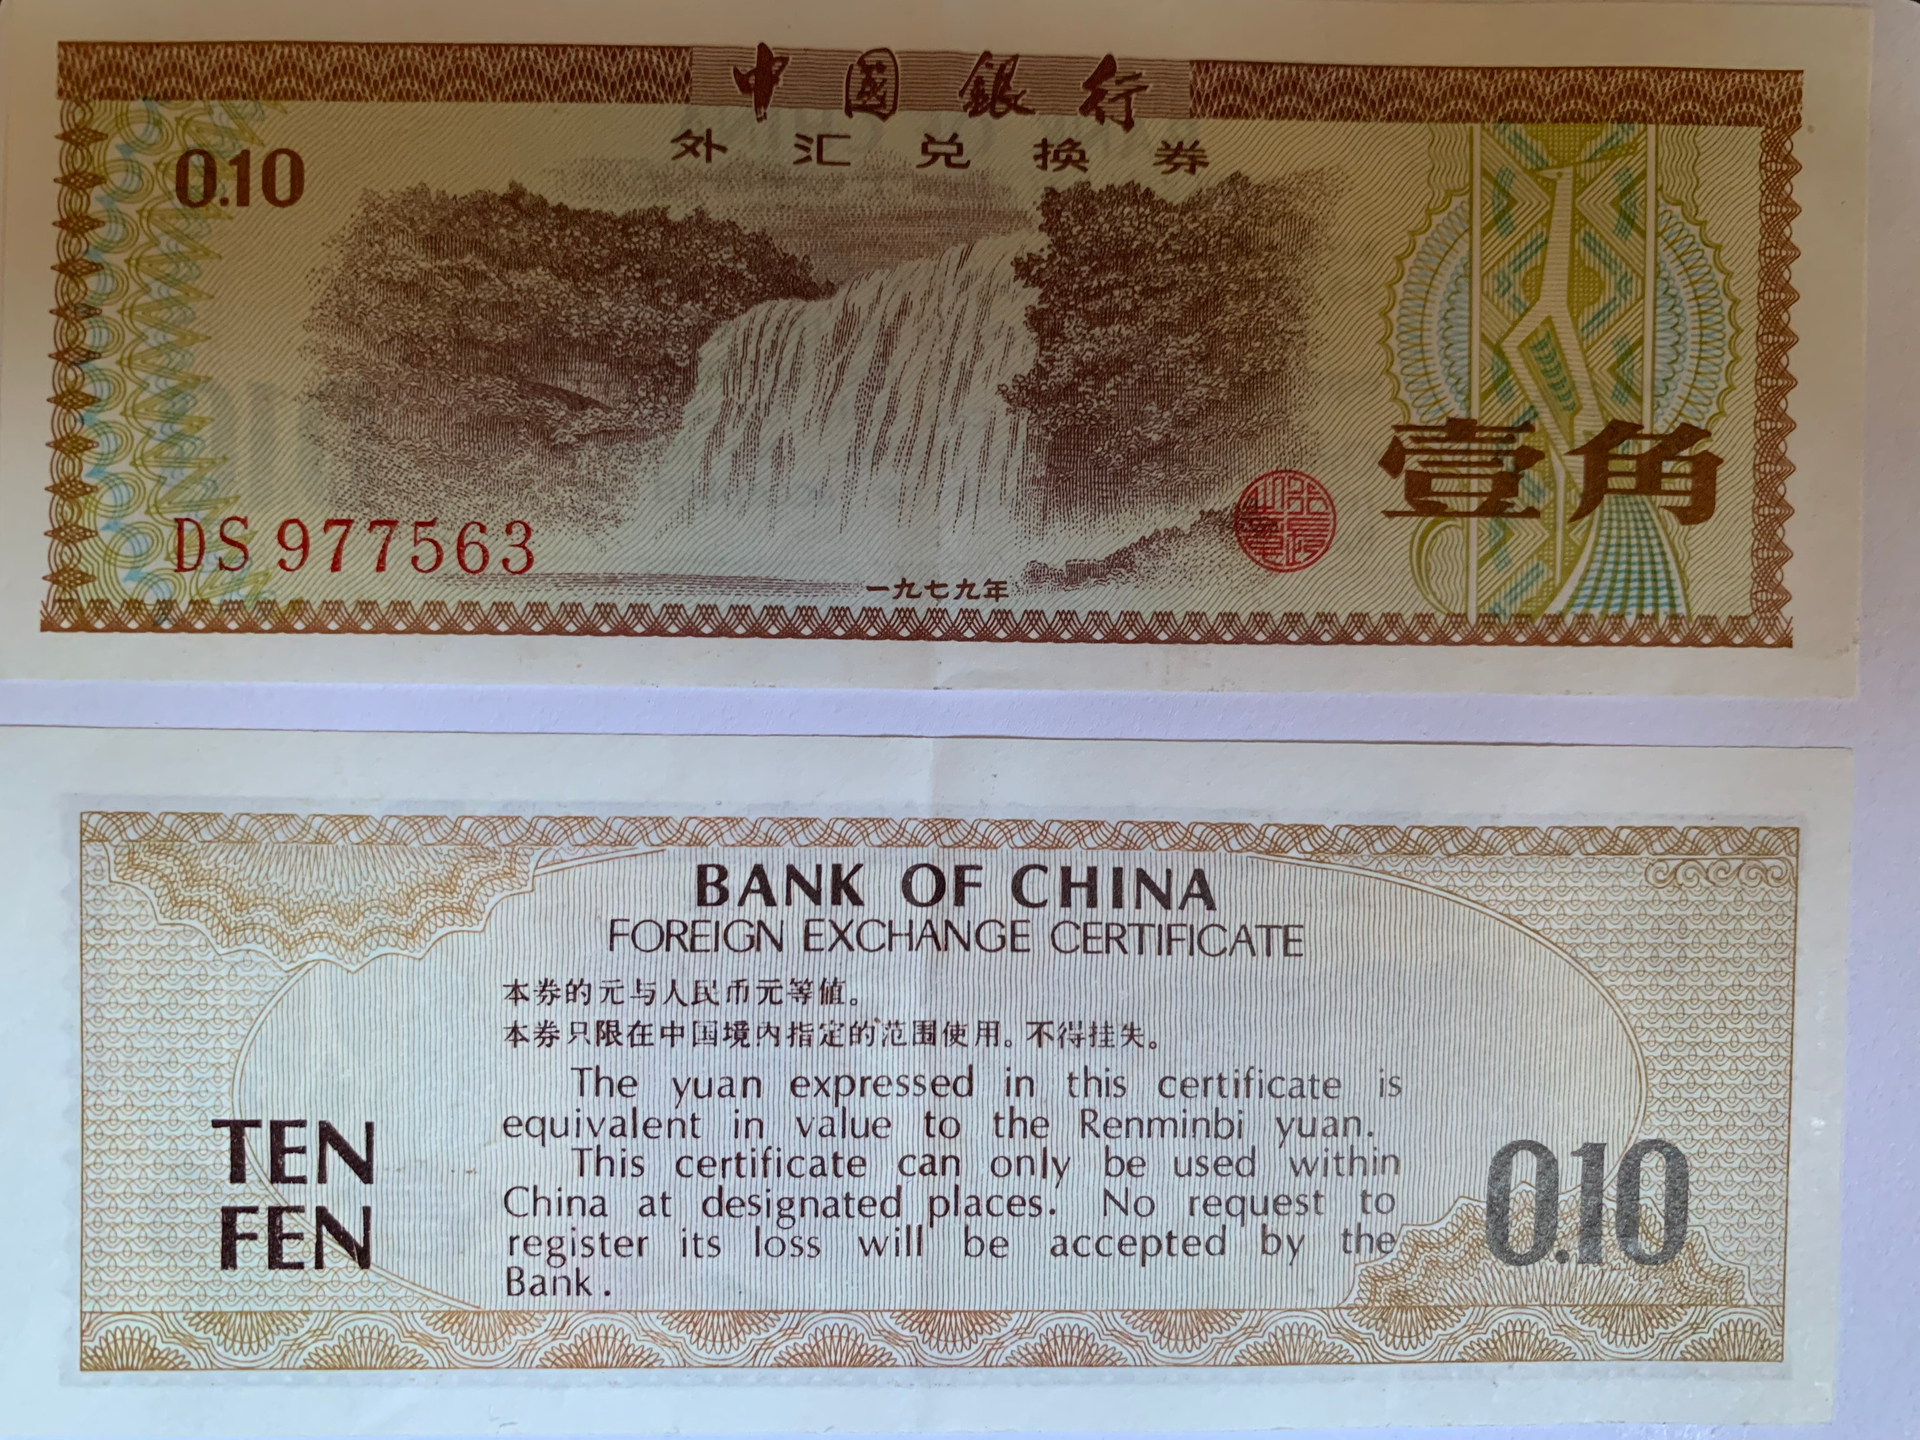 中國銀行
外汇兑换券
0.10
壹角
DS 977563
一九七九年
BANK OF CHINA
FOREIGN EXCHANGE CERTIFICATE
本券的元与人民币元等值。
本券只限在中国境内指定的范围使用。不得挂失。
The yuan expressed in this certificate is
equivalent in value to the Renminbi yuan.
This certificate can only be used within
China at designated places. No request to
register its loss will be accepted by the
Bank.
TEN
FEN
0.10